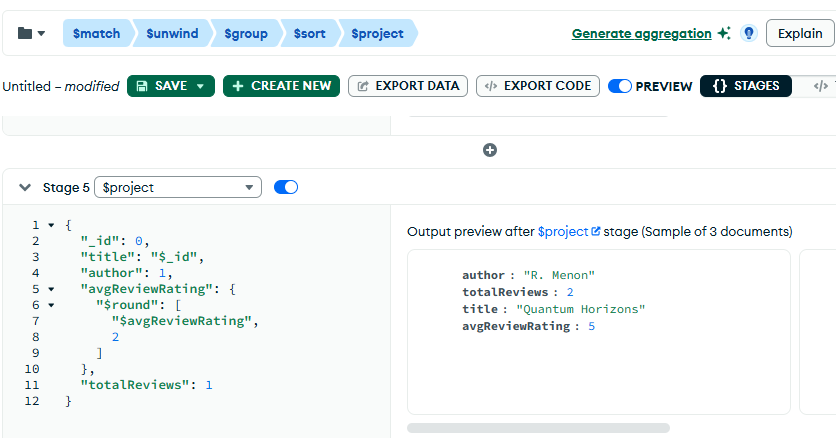 $match $unwind $group $sort $project Generate aggregation Explain
Untitled – modified SAVE CREATE NEW EXPORT DATA </> EXPORT CODE PREVIEW {} STAGES </>
Stage 5 $project
1 {
2 "_id": 0,
3 "title": "$_id",
4 "author": 1,
5 "avgReviewRating": {
6 "$round": [
7 "$avgReviewRating",
8 2
9 ]
10 },
11 "totalReviews": 1
12 }
Output preview after $project stage (Sample of 3 documents)
author : "R. Menon"
totalReviews : 2
title : "Quantum Horizons"
avgReviewRating : 5